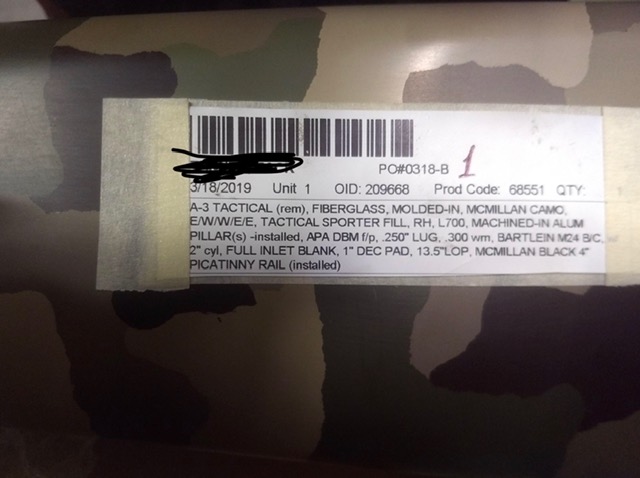 PO#0318-B 1
3/18/2019 Unit 1 OID: 209668 Prod Code: 68551 QTY:
A-3 TACTICAL (rem), FIBERGLASS, MOLDED-IN, MCMILLAN CAMO,
E/W/W/E/E, TACTICAL SPORTER FILL, RH, L700, MACHINED-IN ALUM
PILLAR(s) -installed, APA DBM f/p, .250" LUG, .300 wm, BARTLEIN M24 B/C,
2" cyl, FULL INLET BLANK, 1" DEC PAD, 13.5"LOP, MCMILLAN BLACK 4"
PICATINNY RAIL (installed)